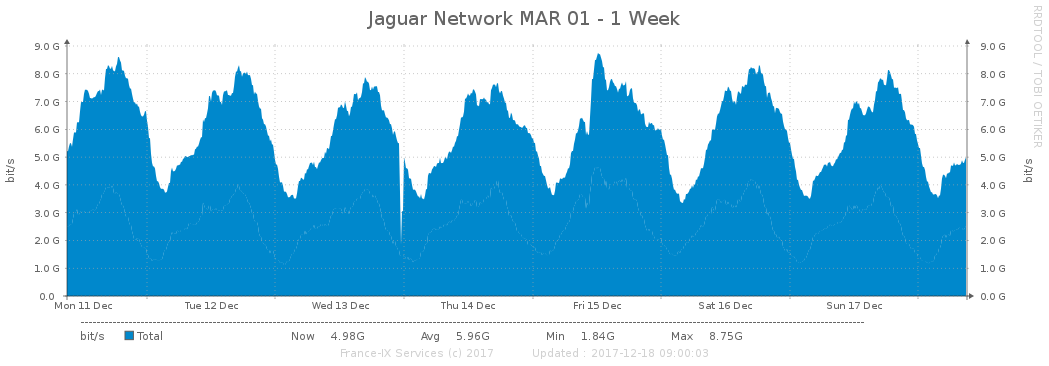 Jaguar Network MAR 01 - 1 Week
RRDTOOL / TOBI OETIKER
bit/s
9.0 G
8.0 G
7.0 G
6.0 G
5.0 G
4.0 G
3.0 G
2.0 G
1.0 G
0.0
9.0 G
8.0 G
7.0 G
6.0 G
5.0 G
4.0 G
3.0 G
2.0 G
1.0 G
0.0 G
bit/s
Mon 11 Dec Tue 12 Dec Wed 13 Dec Thu 14 Dec Fri 15 Dec Sat 16 Dec Sun 17 Dec
bit/s Total Now 4.98G Avg 5.96G Min 1.84G Max 8.75G
France-IX Services (c) 2017 Updated : 2017-12-18 09:00:03